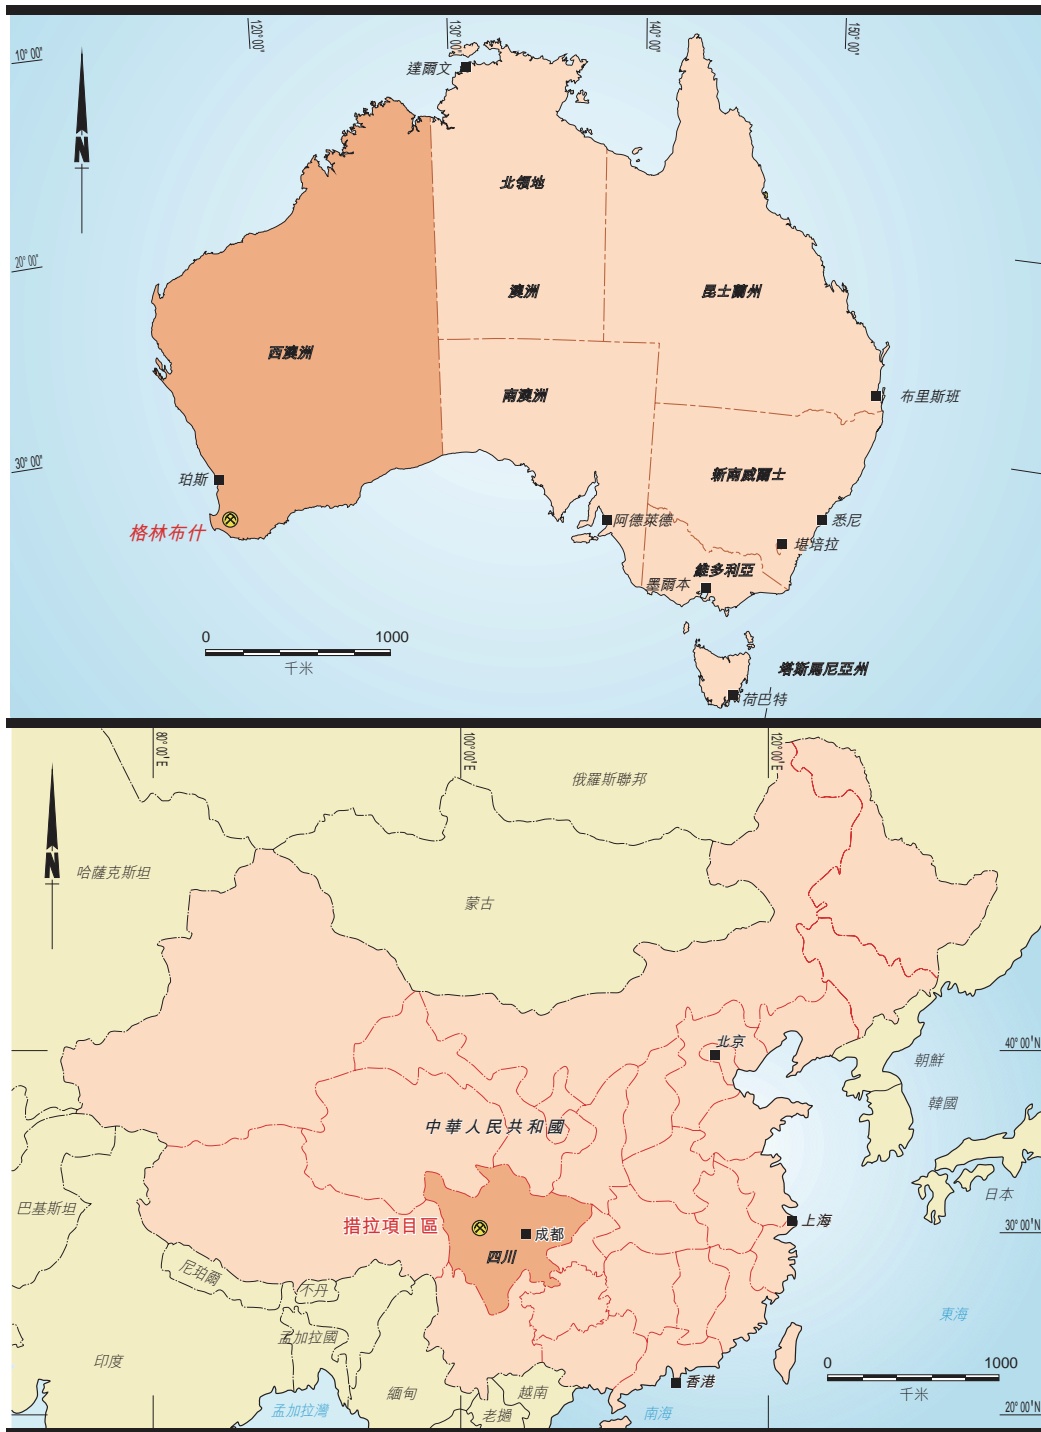 120° 00'
130° 00'
140° 00'
150° 00'
10° 00'
達爾文
N
北領地
20° 00'
澳洲
昆士蘭州
西澳洲
南澳洲
布里斯班
30° 00'
珀斯
新南威爾士
格林布什
阿德萊德
悉尼
堪培拉
維多利亞
墨爾本
0 1000
千米
塔斯馬尼亞州
荷巴特
80° 00' E
100° 00' E
120° 00' E
俄羅斯聯邦
N
哈薩克斯坦
蒙古
北京
40° 00' N
朝鮮
韓國
中華人民共和國
日本
巴基斯坦
措拉項目區
成都
上海
30° 00' N
四川
尼珀爾
不丹
東海
孟加拉國
印度
0 1000
千米
緬甸
越南
香港
孟加拉灣
老撾
南海
20° 00' N